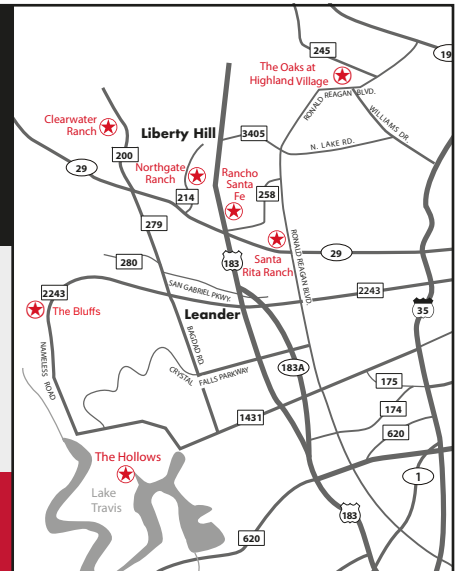 245
19
The Oaks at
Highland Village
RONALD REAGAN BLVD.
WILLIAMS DR.
Clearwater
Ranch
Liberty Hill
3405
N. LAKE RD.
200
29
Northgate
Ranch
Rancho
Santa
Fe
214
258
279
Santa
Rita Ranch
RONALD REAGAN BLVD.
29
280
183
2243
SAN GABRIEL PKWY.
2243
The Bluffs
Leander
35
NAMELESS ROAD
BAGDAD RD.
CRYSTAL FALLS PARKWAY
183A
175
174
1431
620
The Hollows
1
Lake
Travis
183
620